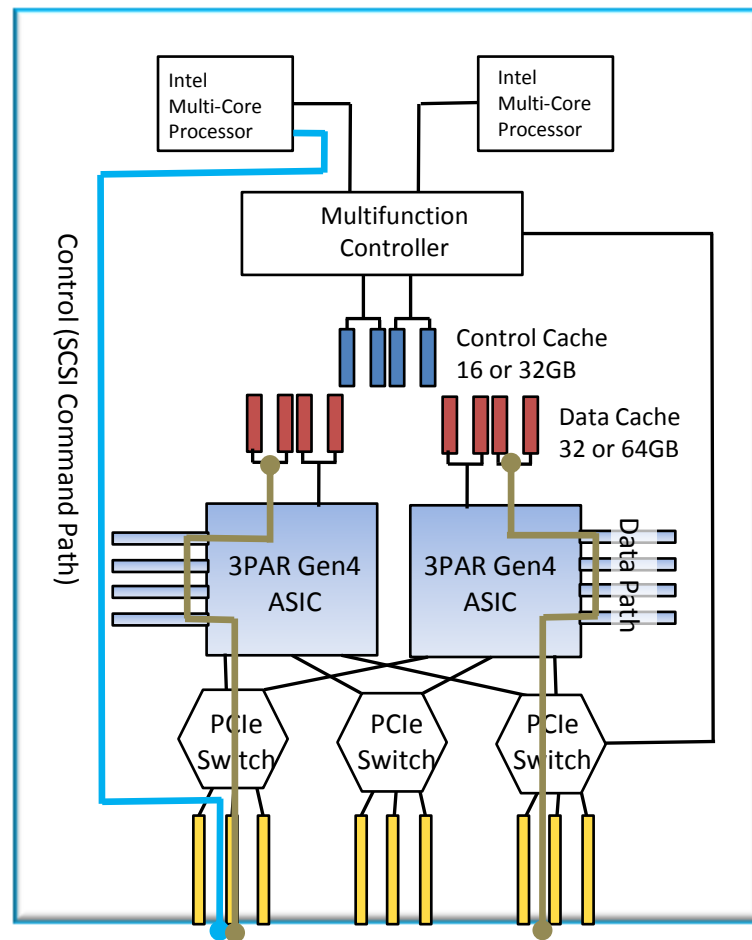 Intel
Multi-Core
Processor
Intel
Multi-Core
Processor
Multifunction
Controller
Control (SCSI Command Path)
Control Cache
16 or 32GB
Data Cache
32 or 64GB
3PAR Gen4
ASIC
3PAR Gen4
ASIC
Data Path
PCIe
Switch
PCIe
Switch
PCIe
Switch